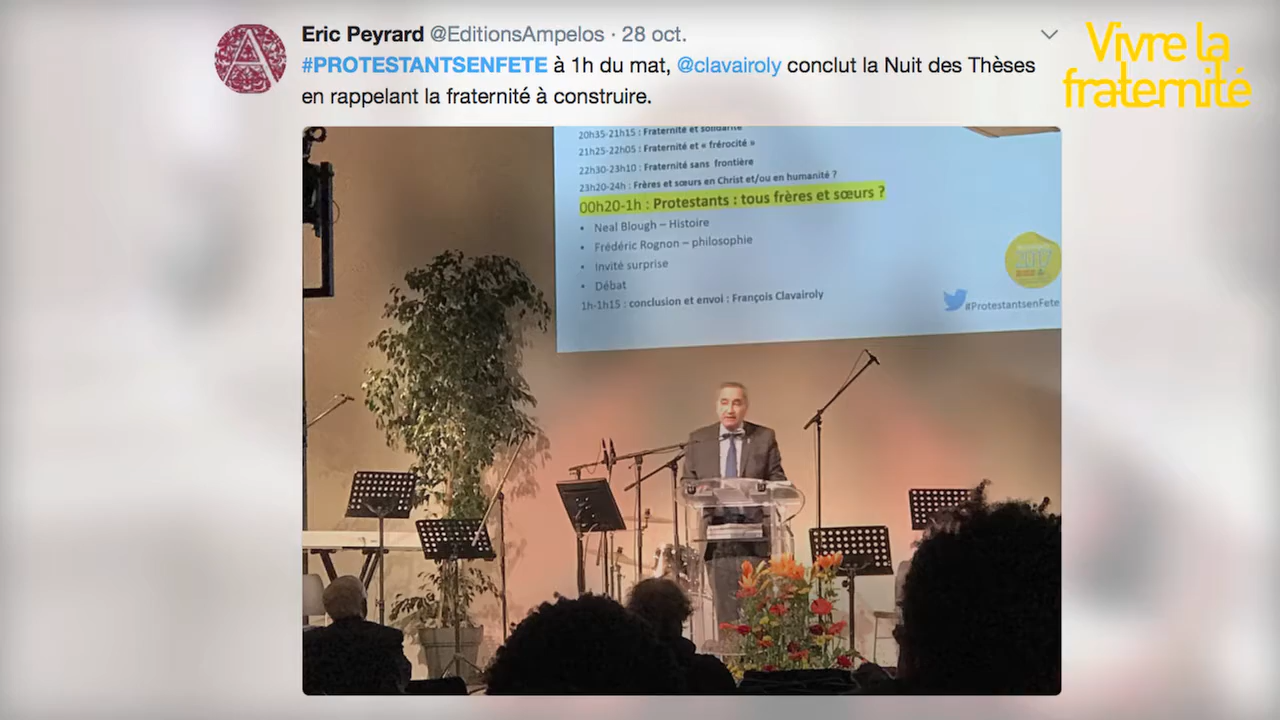 Eric Peyrard @EditionsAmpelos · 28 oct.
#PROTESTANTSENFETE à 1h du mat, @clavairoly conclut la Nuit des Thèses
en rappelant la fraternité à construire.
Vivre la
fraternité
20h35-21h15 : Fraternité et solidarité
21h25-22h05 : Fraternité et « frérocité »
22h30-23h10 : Fraternité sans frontière
23h20-24h : Frères et sœurs en Christ et/ou en humanité ?
00h20-1h : Protestants : tous frères et sœurs ?
• Neal Blough – Histoire
• Frédéric Rognon – philosophie
• Invité surprise
• Débat
1h-1h15 : conclusion et envoi : François Clavairoly
#ProtestantsenFete